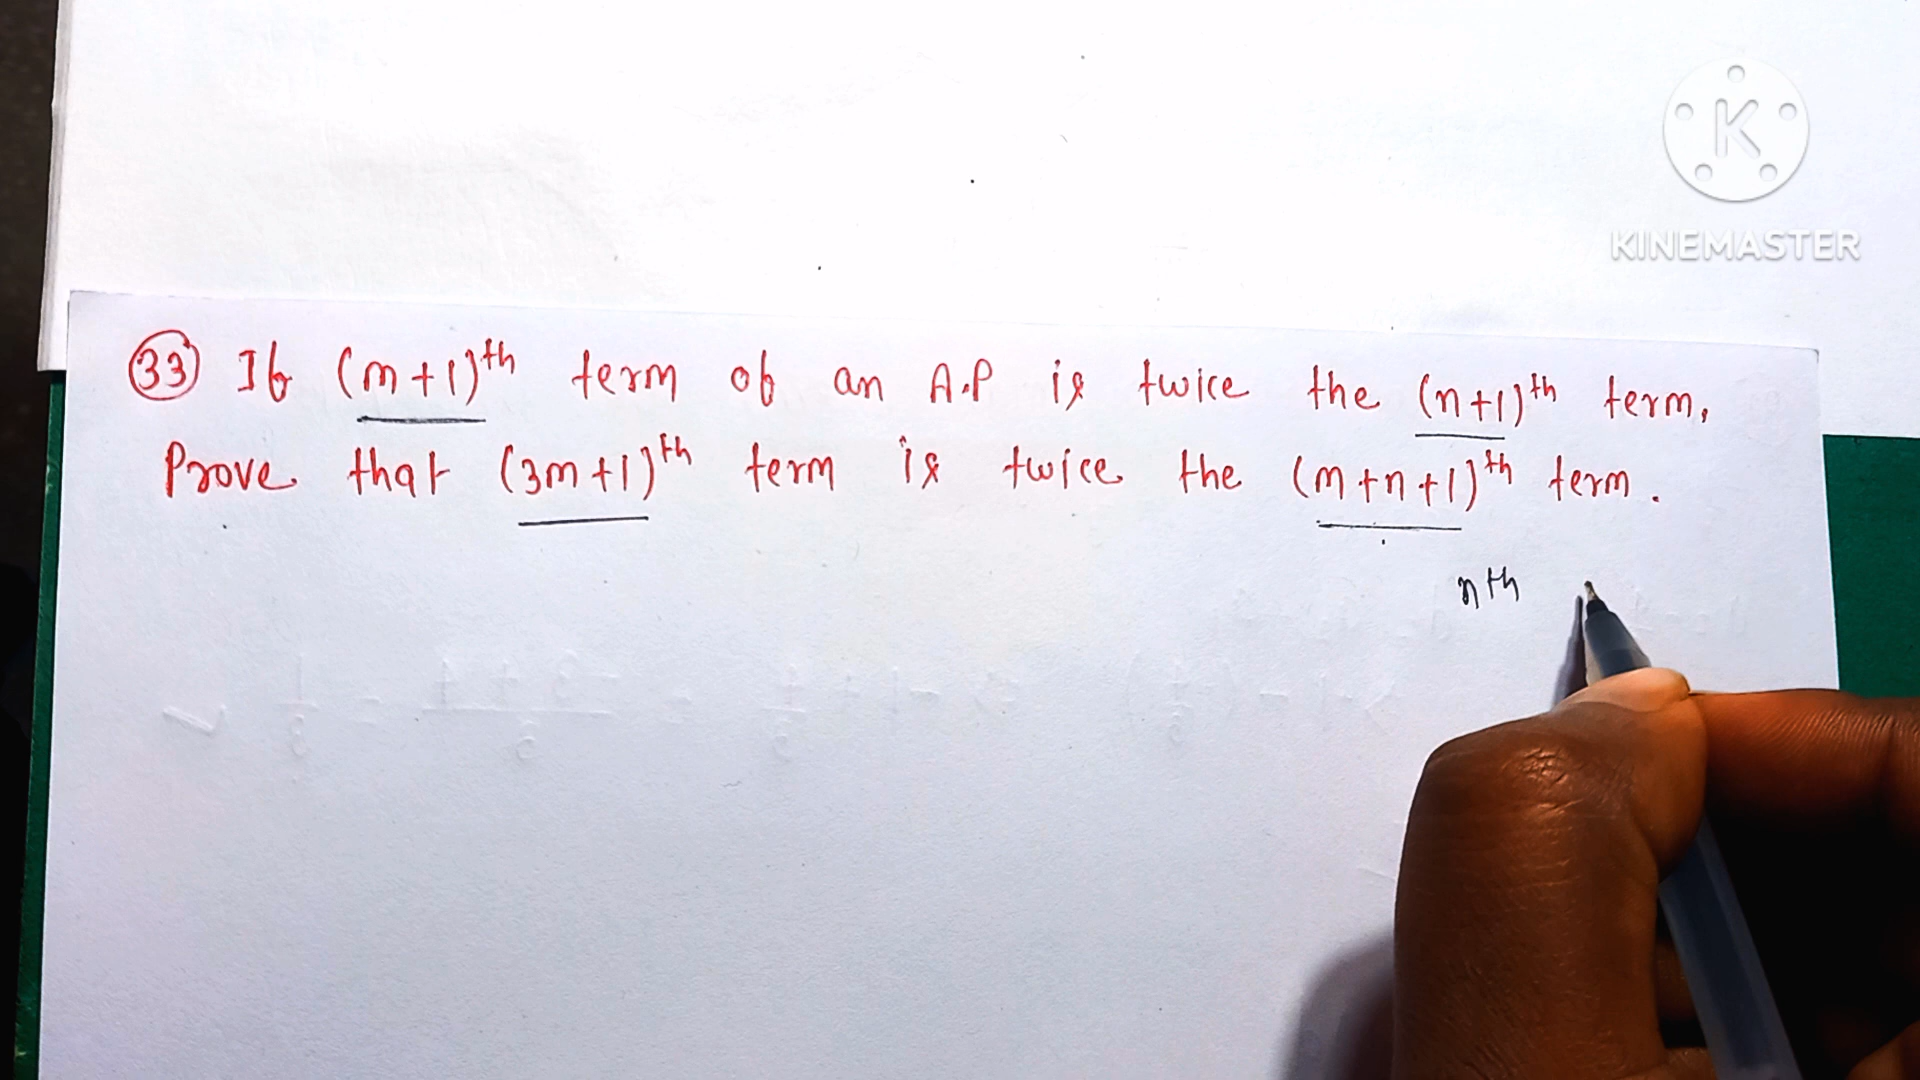 K
KINEMASTER
33 If (m+1)th term of an A.P is twice the (n+1)th term,
Prove that (3m+1)th term is twice the (m+n+1)th term.
nth